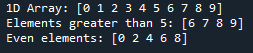 1D Array: [0 1 2 3 4 5 6 7 8 9]
Elements greater than 5: [6 7 8 9]
Even elements: [0 2 4 6 8]